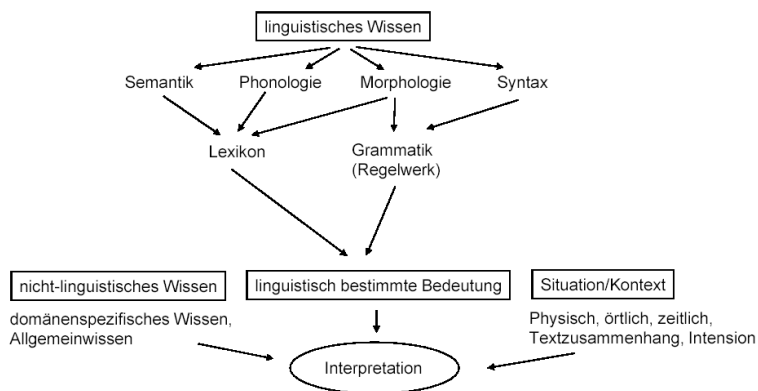 linguistisches Wissen
Semantik Phonologie Morphologie Syntax
Lexikon Grammatik
(Regelwerk)
nicht-linguistisches Wissen linguistisch bestimmte Bedeutung Situation/Kontext
domänenspezifisches Wissen,
Allgemeinwissen
Physisch, örtlich, zeitlich,
Textzusammenhang, Intension
Interpretation